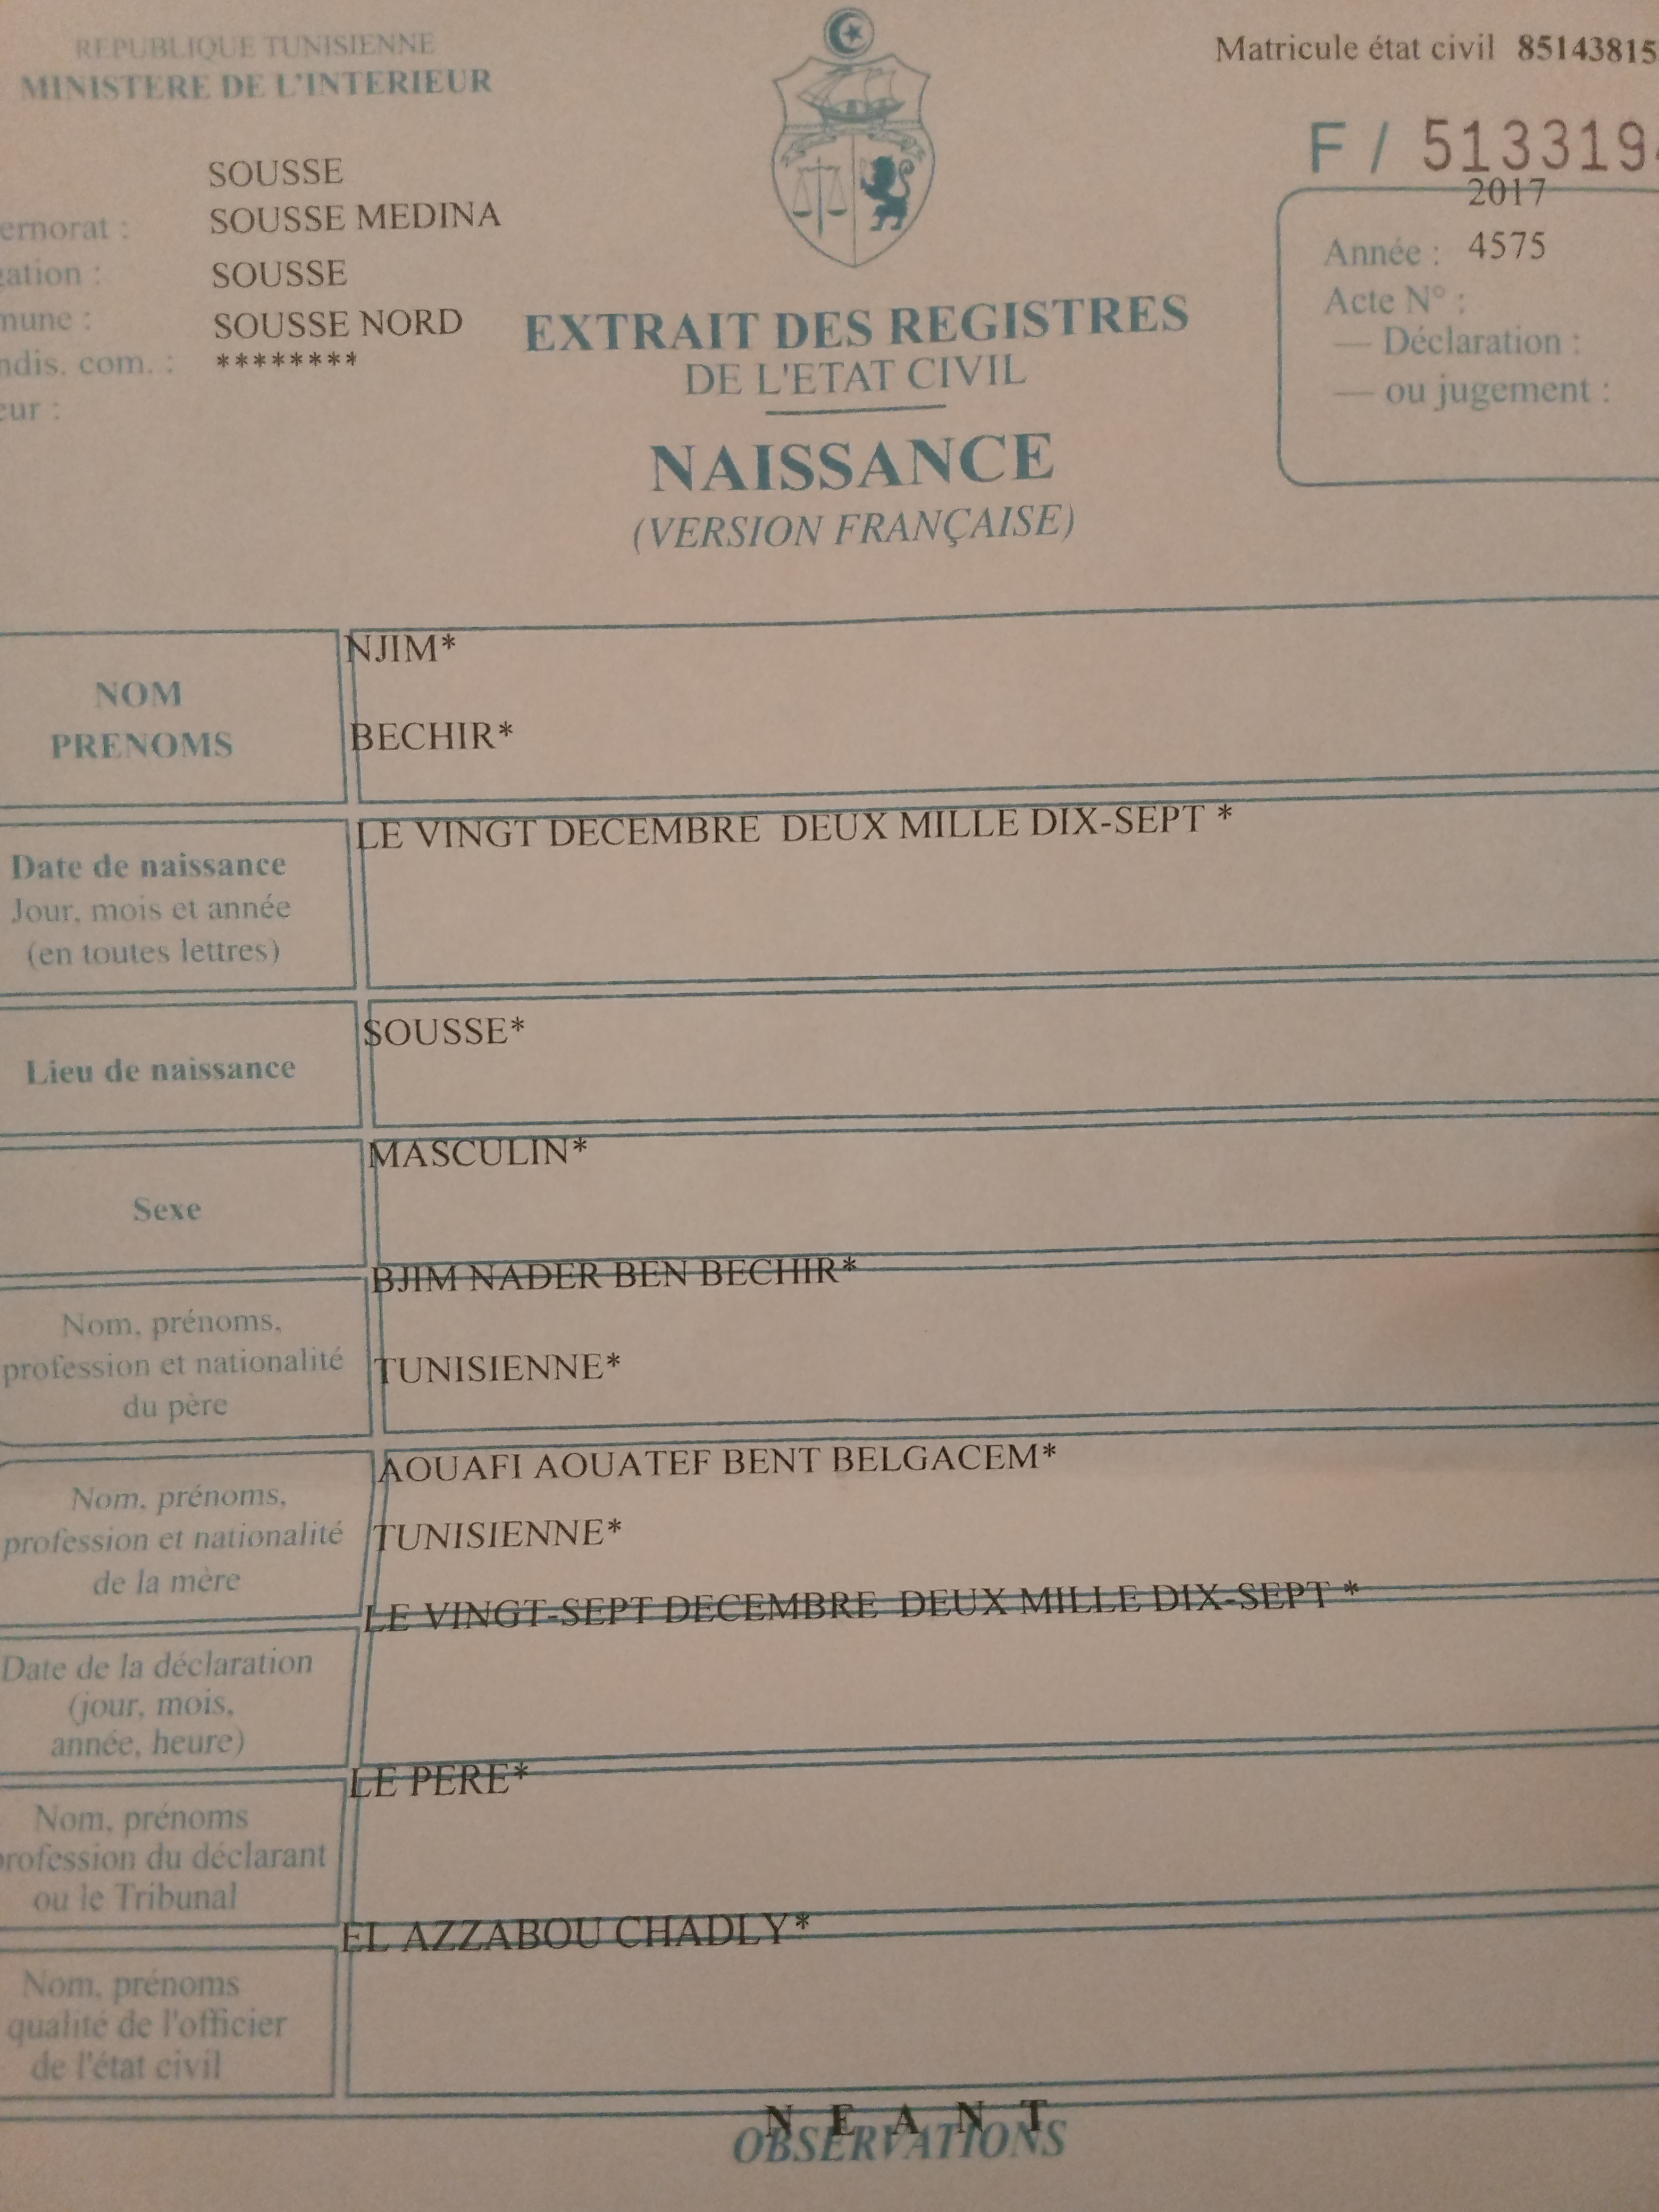 REPUBLIQUE TUNISIENNE
MINISTERE DE L'INTERIEUR
Matricule état civil 85143815
F / 513319
SOUSSE
ernorat : SOUSSE MEDINA
gation : SOUSSE
mune : SOUSSE NORD
ndis. com. : ********
eur :
2017
Année : 4575
Acte N° :
— Déclaration :
— ou jugement :
EXTRAIT DES REGISTRES
DE L'ETAT CIVIL
NAISSANCE
(VERSION FRANÇAISE)
NOM
PRENOMS
NJIM*
BECHIR*
Date de naissance
Jour, mois et année
(en toutes lettres)
LE VINGT DECEMBRE DEUX MILLE DIX-SEPT *
Lieu de naissance
SOUSSE*
Sexe
MASCULIN*
Nom, prénoms,
profession et nationalité
du père
BJIM NADER BEN BECHIR*
TUNISIENNE*
Nom, prénoms,
profession et nationalité
de la mère
AOUAFI AOUATEF BENT BELGACEM*
TUNISIENNE*
Date de la déclaration
(jour, mois,
année, heure)
LE VINGT-SEPT DECEMBRE DEUX MILLE DIX-SEPT *
Nom, prénoms
profession du déclarant
ou le Tribunal
LE PERE*
Nom, prénoms
qualité de l'officier
de l'état civil
EL AZZABOU CHADLY*
N E A N T
OBSERVATIONS